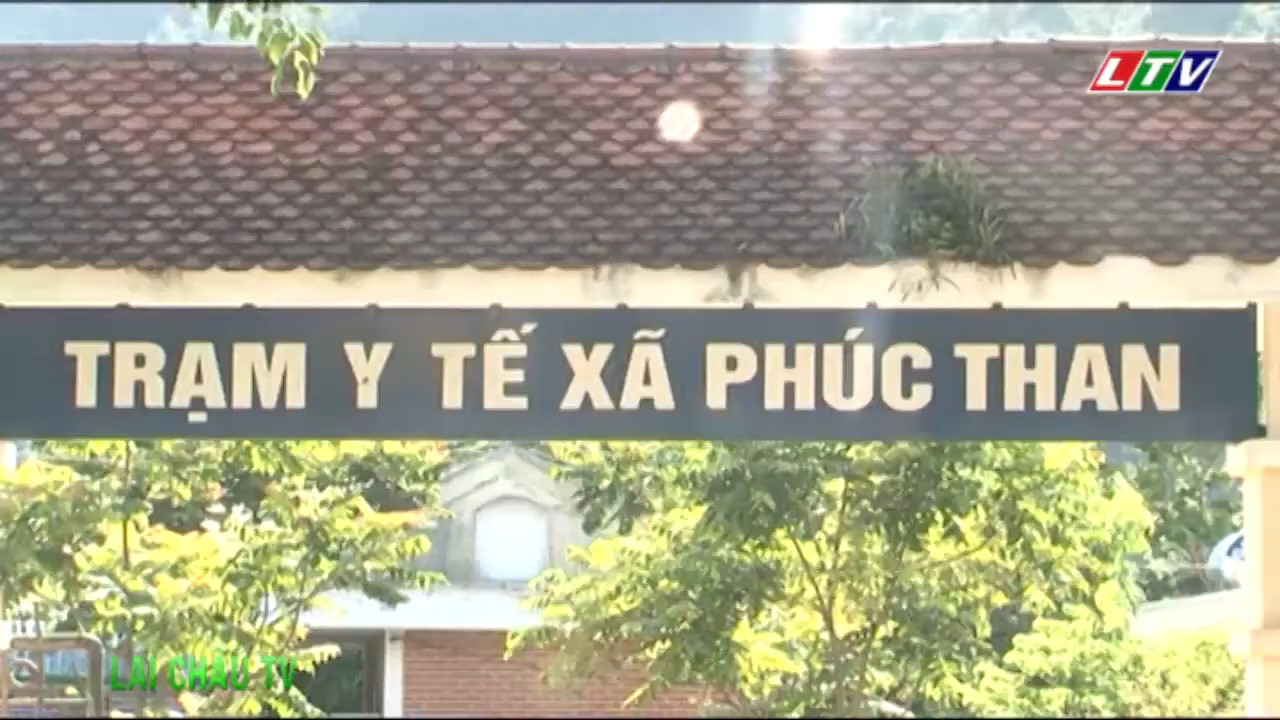 LTV
TRẠM Y TẾ XÃ PHÚC THAN
LAI CHÂU TV